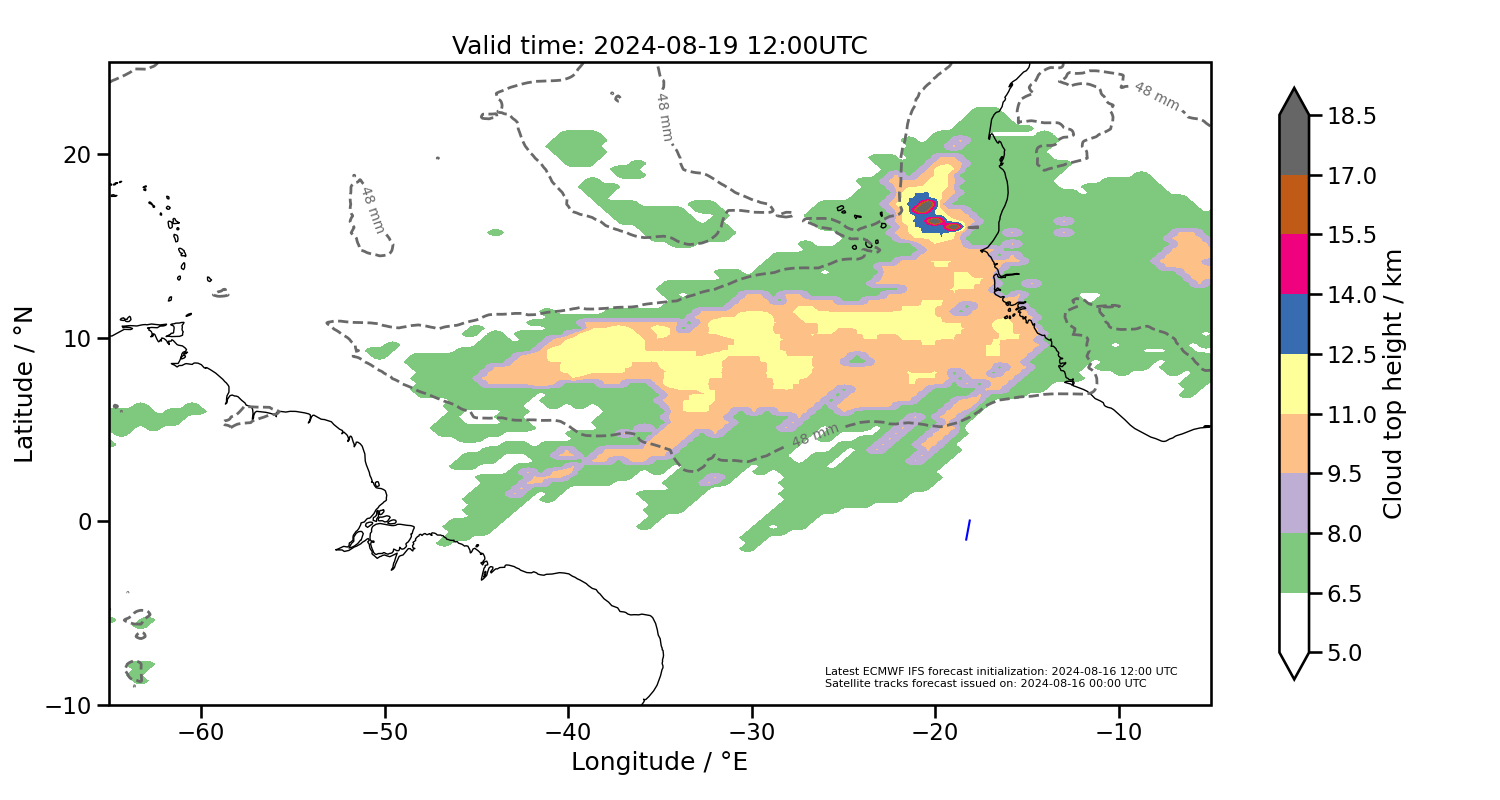 Valid time: 2024-08-19 12:00UTC
48 mm
48 mm
48 mm
48 mm
20
10
0
−10
Latitude / °N
−60
−50
−40
−30
−20
−10
Longitude / °E
Latest ECMWF IFS forecast initialization: 2024-08-16 12:00 UTC
Satellite tracks forecast issued on: 2024-08-16 00:00 UTC
18.5
17.0
15.5
14.0
12.5
11.0
9.5
8.0
6.5
5.0
Cloud top height / km